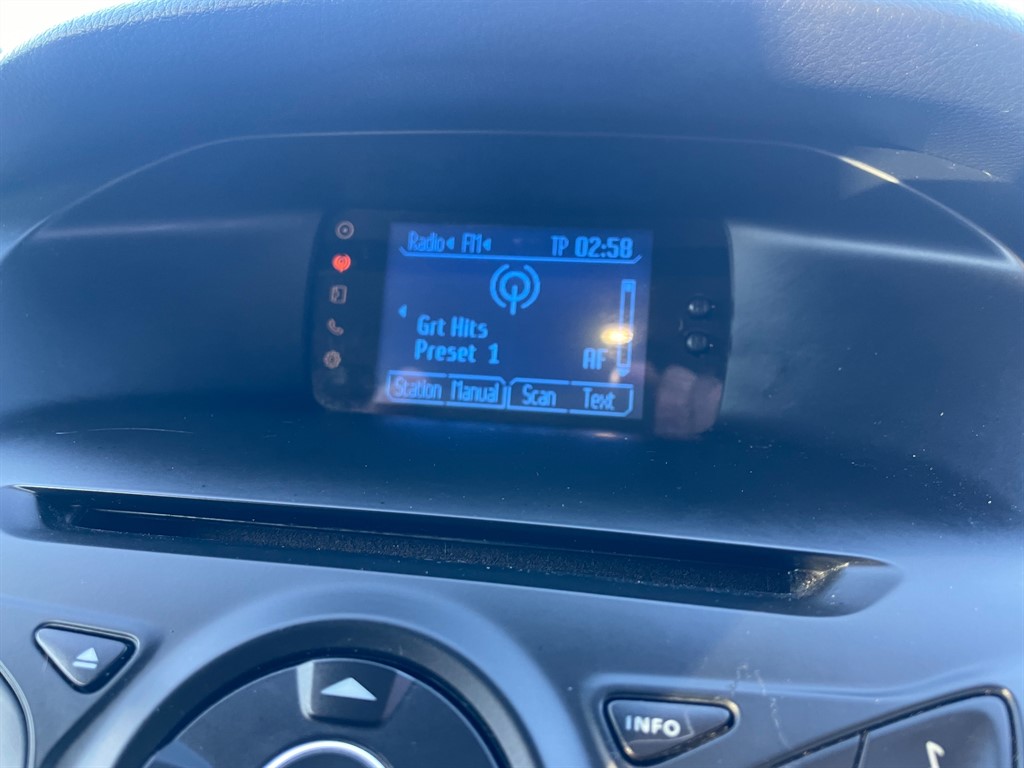 Radio FM TP 02:58
Grt Hits
Preset 1
AF
Station Manual Scan Text
INFO